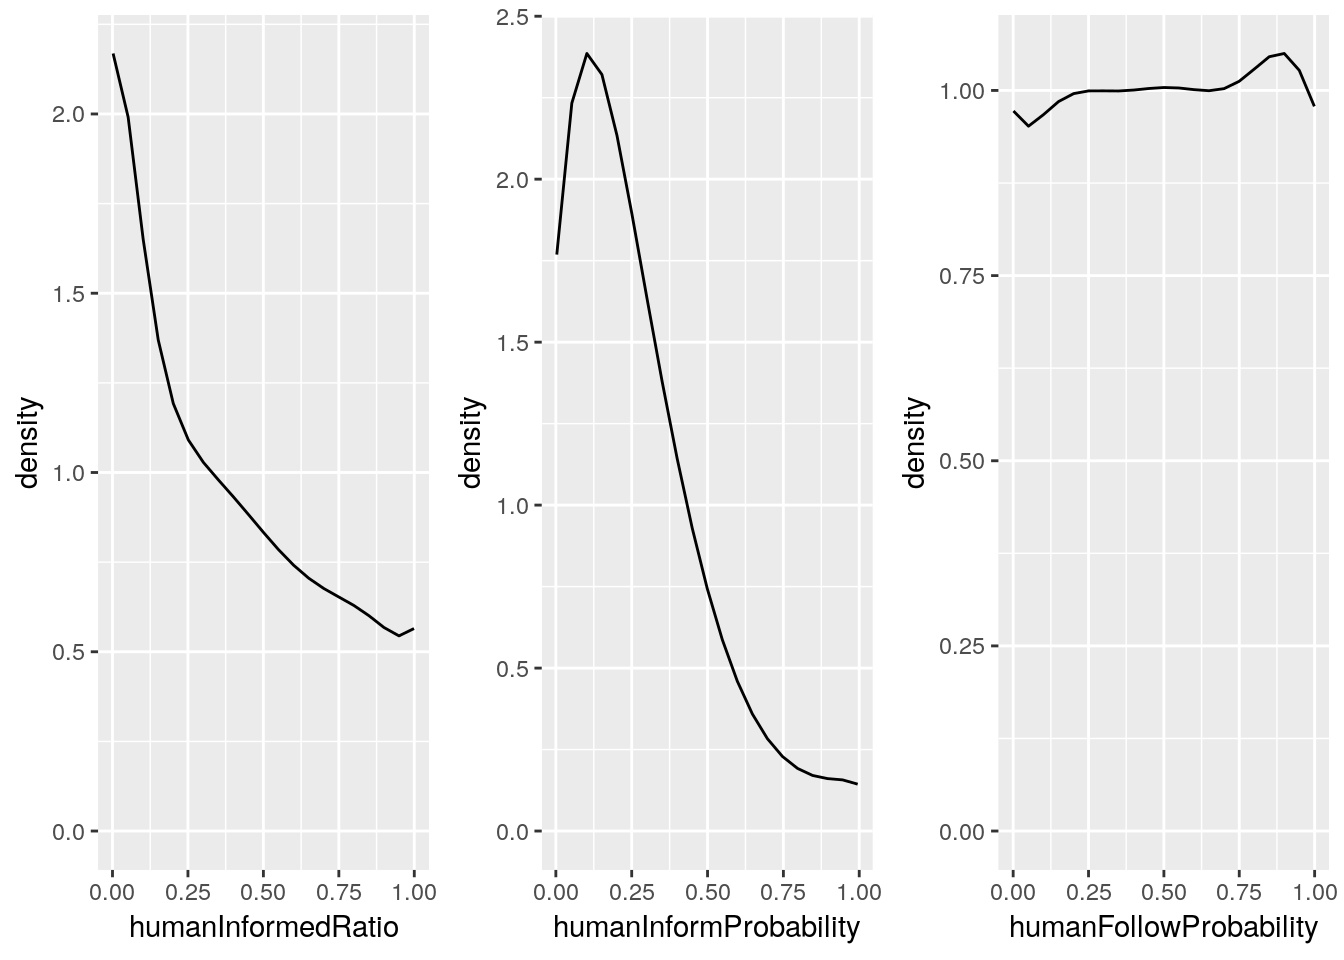 density
2.0
1.5
1.0
0.5
0.0
0.00 0.25 0.50 0.75 1.00
humanInformedRatio
density
2.5
2.0
1.5
1.0
0.5
0.0
0.00 0.25 0.50 0.75 1.00
humanInformProbability
density
1.00
0.75
0.50
0.25
0.00
0.00 0.25 0.50 0.75 1.00
humanFollowProbability